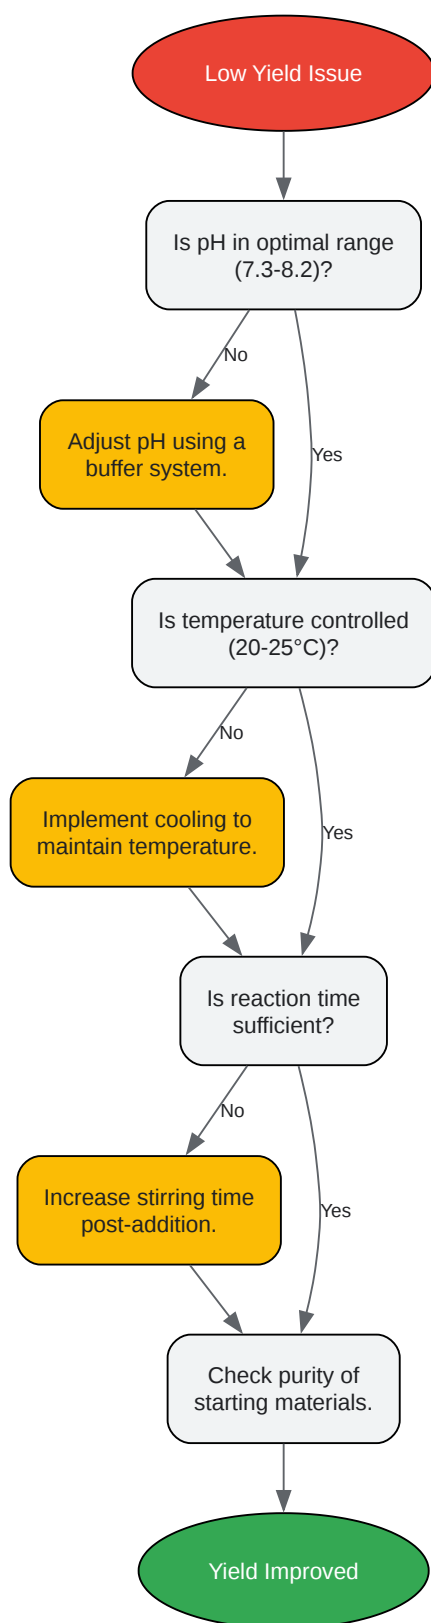 Low Yield Issue
Is pH in optimal range
(7.3-8.2)?
No
Yes
Adjust pH using a
buffer system.
Is temperature controlled
(20-25°C)?
No
Yes
Implement cooling to
maintain temperature.
Is reaction time
sufficient?
No
Yes
Increase stirring time
post-addition.
Check purity of
starting materials.
Yield Improved